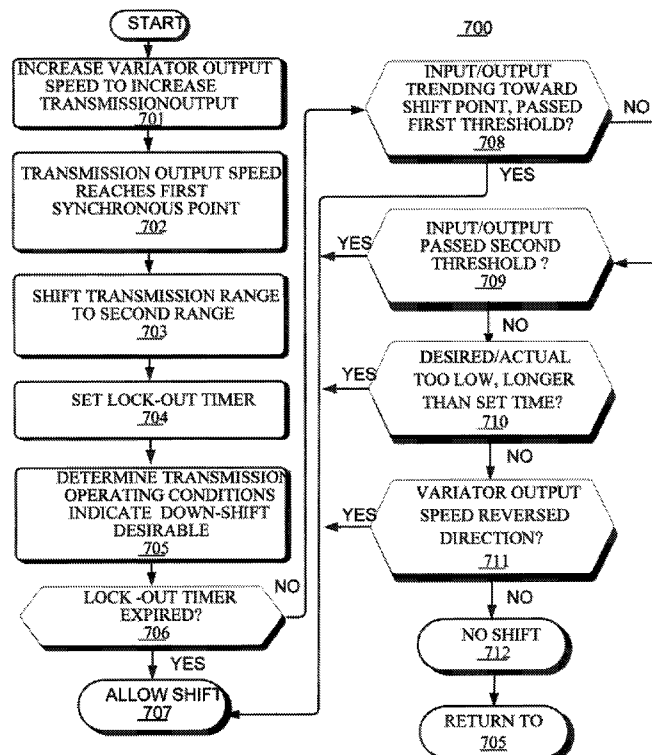 START
INCREASE VARIATOR OUTPUT
SPEED TO INCREASE
TRANSMISSIONOUTPUT
701
TRANSMISSION OUTPUT SPEED
REACHES FIRST
SYNCHRONOUS POINT
702
SHIFT TRANSMISSION RANGE
TO SECOND RANGE
703
SET LOCK-OUT TIMER
704
DETERMINE TRANSMISSION
OPERATING CONDITIONS
INDICATE DOWN-SHIFT
DESIRABLE
705
LOCK -OUT TIMER
EXPIRED?
706
NO
YES
ALLOW SHIFT
707
700
INPUT/OUTPUT
TRENDING TOWARD
SHIFT POINT, PASSED
FIRST THRESHOLD?
708
NO
YES
INPUT/OUTPUT
PASSED SECOND
THRESHOLD ?
709
YES
NO
DESIRED/ACTUAL
TOO LOW, LONGER
THAN SET TIME?
710
YES
NO
VARIATOR OUTPUT
SPEED REVERSED
DIRECTION?
711
YES
NO
NO SHIFT
712
RETURN TO
705